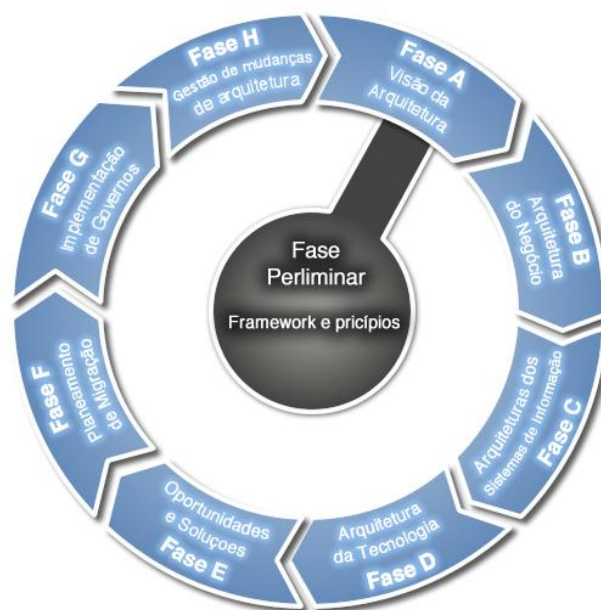 Fase H
Gestão de mudanças
de arquitetura
Fase A
Visão da
Arquitetura
Fase B
Arquitetura
do Negócio
Arquiteturas dos
Sistemas de Informação
Fase C
Arquitetura
da Tecnologia
Fase D
Oportunidades
e Soluçoes
Fase E
Fase F
Planeamento
de Migração
Fase G
Implementação
de Governos
Fase
Perliminar
Framework e pricípios